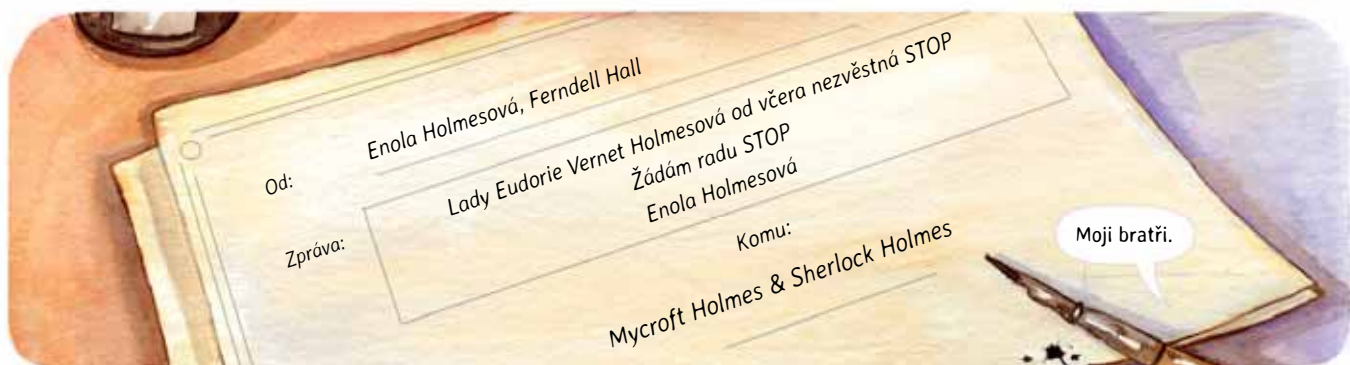 Od:
Enola Holmesová, Ferndell Hall
Zpráva:
Lady Eudorie Vernet Holmesová od včera nezvěstná STOP
Žádám radu STOP
Enola Holmesová
Komu:
Mycroft Holmes & Sherlock Holmes
Moji bratři.